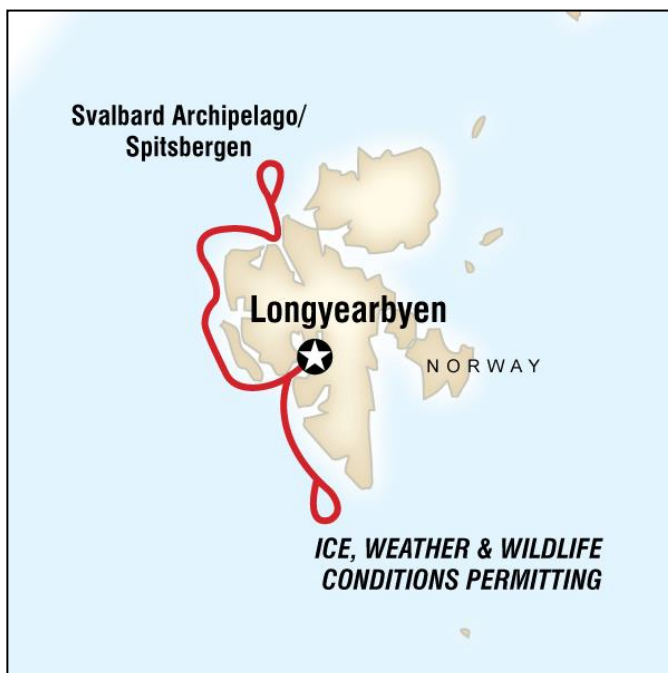 Svalbard Archipelago/
Spitsbergen
Longyearbyen
NORWAY
ICE, WEATHER & WILDLIFE
CONDITIONS PERMITTING